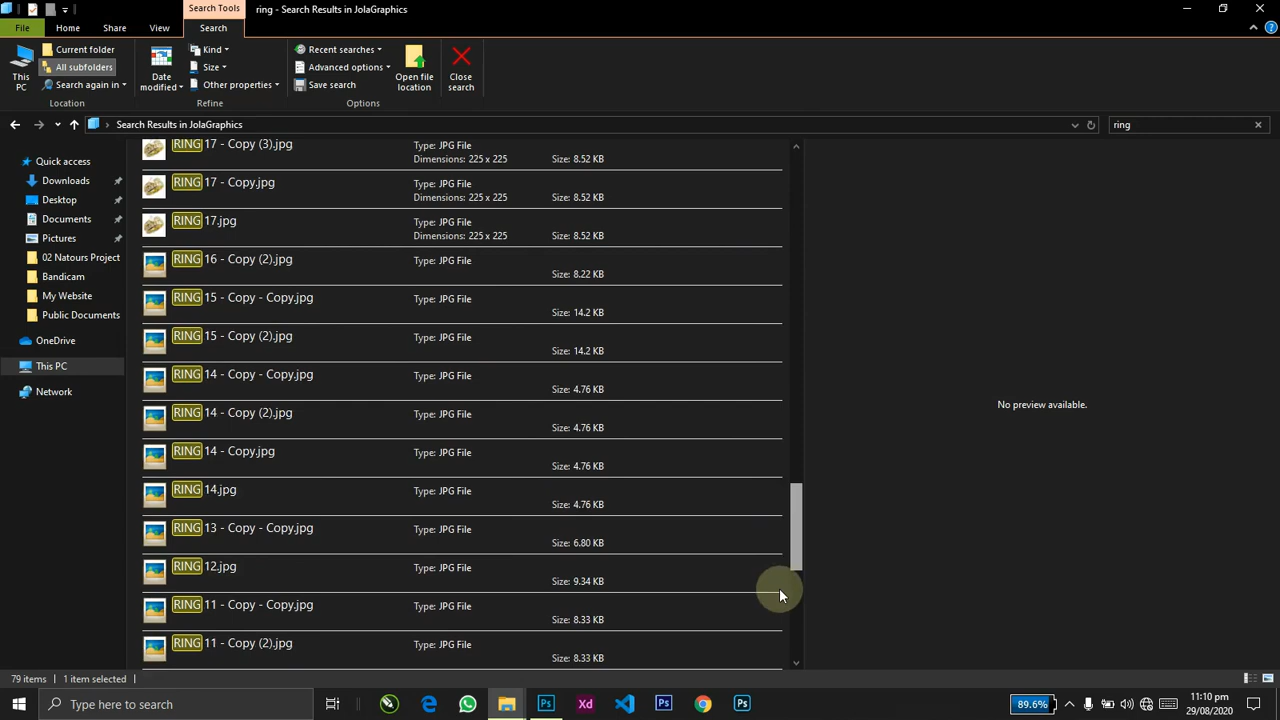 Search Tools
ring - Search Results in JolaGraphics
File
Home
Share
View
Search
This PC
Current folder
All subfolders
Search again in
Location
Date modified
Kind
Size
Other properties
Refine
Recent searches
Advanced options
Save search
Options
Open file location
Close search
Search Results in JolaGraphics
ring
Quick access
Downloads
Desktop
Documents
Pictures
02 Natours Project
Bandicam
My Website
Public Documents
OneDrive
This PC
Network
RING 17 - Copy (3).jpg Type: JPG File
Dimensions: 225 x 225 Size: 8.52 KB
RING 17 - Copy.jpg Type: JPG File
Dimensions: 225 x 225 Size: 8.52 KB
RING 17.jpg Type: JPG File
Dimensions: 225 x 225 Size: 8.52 KB
RING 16 - Copy (2).jpg Type: JPG File
Size: 8.22 KB
RING 15 - Copy - Copy.jpg Type: JPG File
Size: 14.2 KB
RING 15 - Copy (2).jpg Type: JPG File
Size: 14.2 KB
RING 14 - Copy - Copy.jpg Type: JPG File
Size: 4.76 KB
RING 14 - Copy (2).jpg Type: JPG File
Size: 4.76 KB
RING 14 - Copy.jpg Type: JPG File
Size: 4.76 KB
RING 14.jpg Type: JPG File
Size: 4.76 KB
RING 13 - Copy - Copy.jpg Type: JPG File
Size: 6.80 KB
RING 12.jpg Type: JPG File
Size: 9.34 KB
RING 11 - Copy - Copy.jpg Type: JPG File
Size: 8.33 KB
RING 11 - Copy (2).jpg Type: JPG File
Size: 8.33 KB
No preview available.
79 items 1 item selected
Type here to search
Ps
Xd
Ps
Ps
89.6%
11:10 pm
29/08/2020